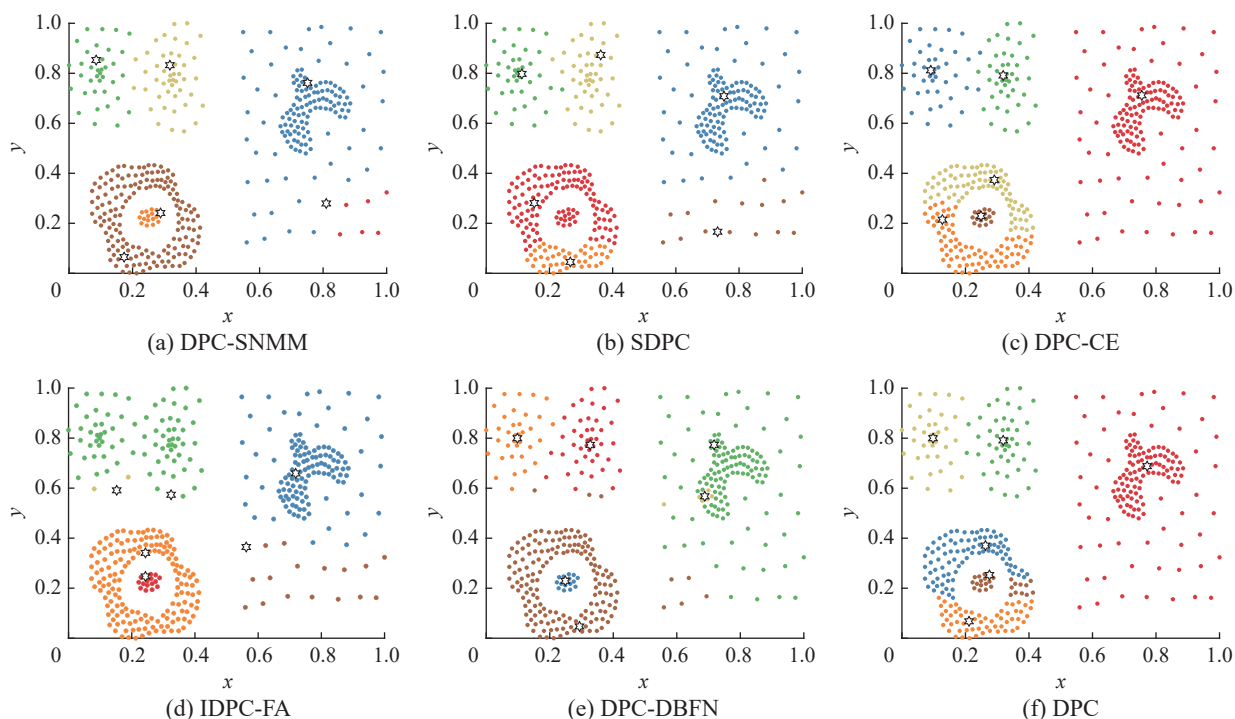 1.0
0.8
0.6
0.4
0.2
y
0 0.2 0.4 0.6 0.8 1.0
x
(a) DPC-SNMM
1.0
0.8
0.6
0.4
0.2
y
0 0.2 0.4 0.6 0.8 1.0
x
(b) SDPC
1.0
0.8
0.6
0.4
0.2
y
0 0.2 0.4 0.6 0.8 1.0
x
(c) DPC-CE
1.0
0.8
0.6
0.4
0.2
y
0 0.2 0.4 0.6 0.8 1.0
x
(d) IDPC-FA
1.0
0.8
0.6
0.4
0.2
y
0 0.2 0.4 0.6 0.8 1.0
x
(e) DPC-DBFN
1.0
0.8
0.6
0.4
0.2
y
0 0.2 0.4 0.6 0.8 1.0
x
(f) DPC